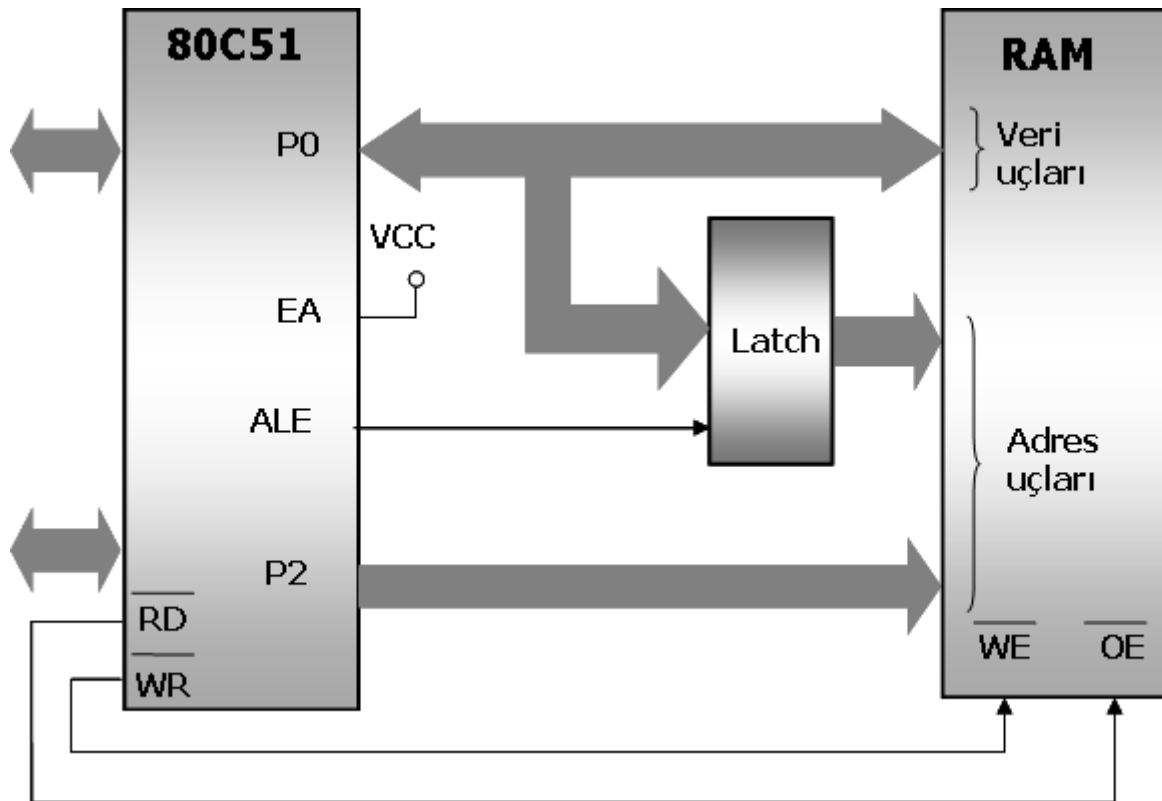 80C51
RAM
P0
Veri
uçları
VCC
EA
Latch
ALE
Adres
uçları
P2
RD
WR
WE
OE